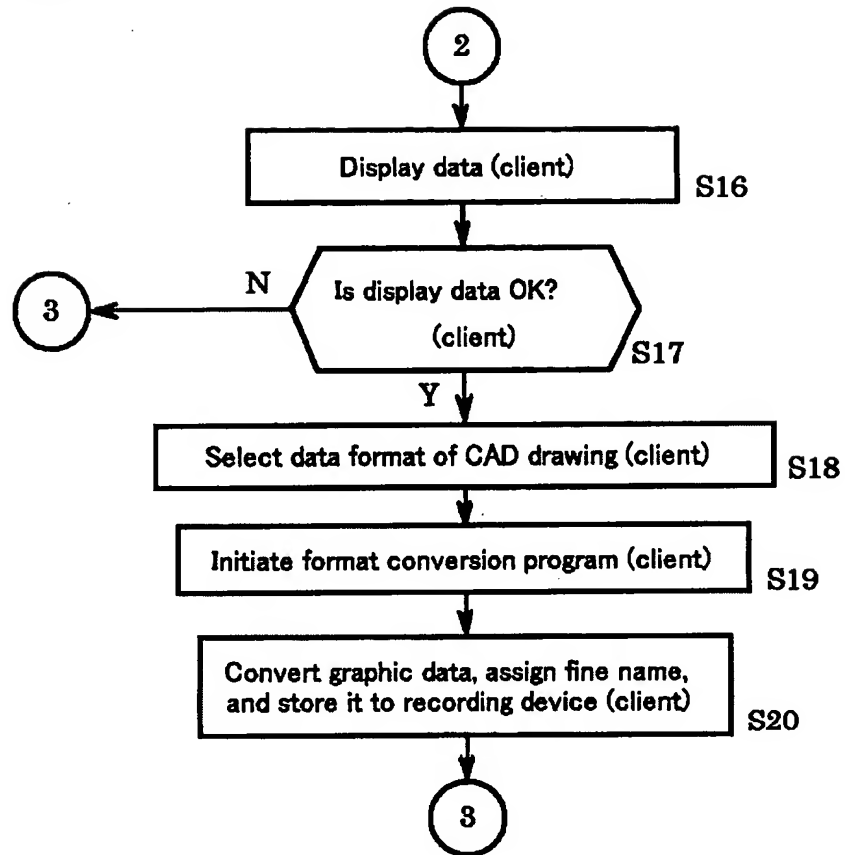 2
Display data (client)
S16
N
Is display data OK?
3
(client)
S17
Y
Select data format of CAD drawing (client)
S18
Initiate format conversion program (client)
S19
Convert graphic data, assign fine name,
and store it to recording device (client)
S20
3